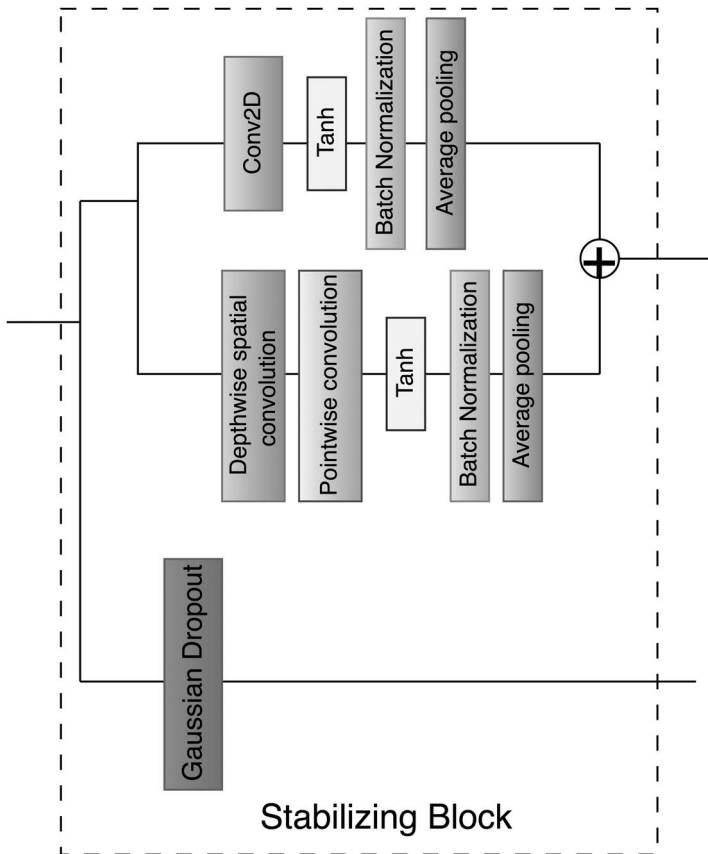 Conv2D
Tanh
Batch Normalization
Average pooling
Depthwise spatial
convolution
Pointwise convolution
Tanh
Batch Normalization
Average pooling
Gaussian Dropout
Stabilizing Block